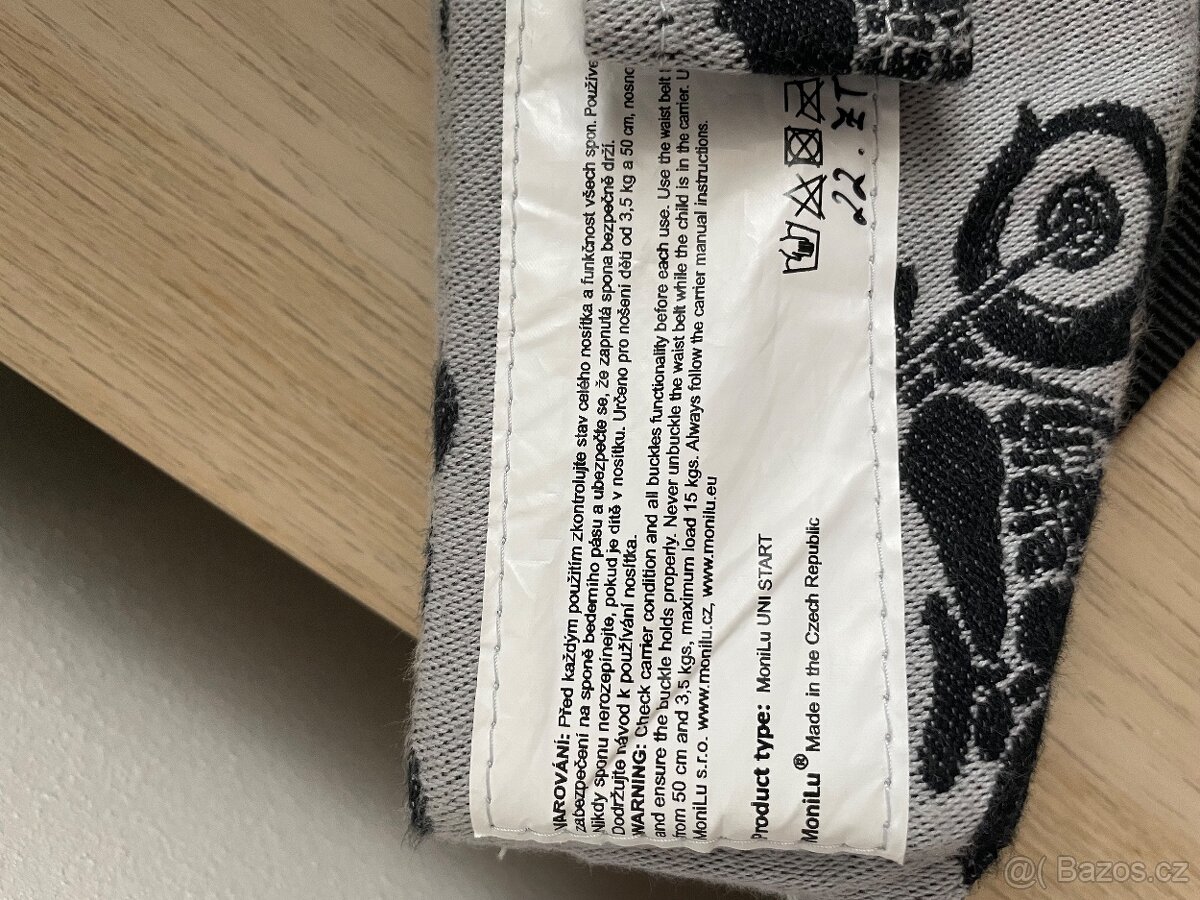 VAROVÁNÍ: Před každým použitím zkontrolujte stav celého nosítka a funkčnost všech spon. Používe
zabezpečení na sponě bederního pásu a ubezpečte se, že zapnutá spona bezpečně drží.
Nikdy sponu nerozepínejte, pokud je dítě v nosítku. Určeno pro nošení dětí od 3,5 kg a 50 cm, nosno
Dodržujte návod k používání nosítka.
WARNING: Check carrier condition and all buckles functionality before each use. Use the waist belt
and ensure the buckle holds properly. Never unbuckle the waist belt while the child is in the carrier. U
from 50 cm and 3,5 kgs, maximum load 15 kgs. Always follow the carrier manual instructions.
MoniLu s.r.o. www.monilu.cz, www.monilu.eu
Product type: MoniLu UNI START
MoniLu® Made in the Czech Republic
22. ŽT
@( Bazos.cz